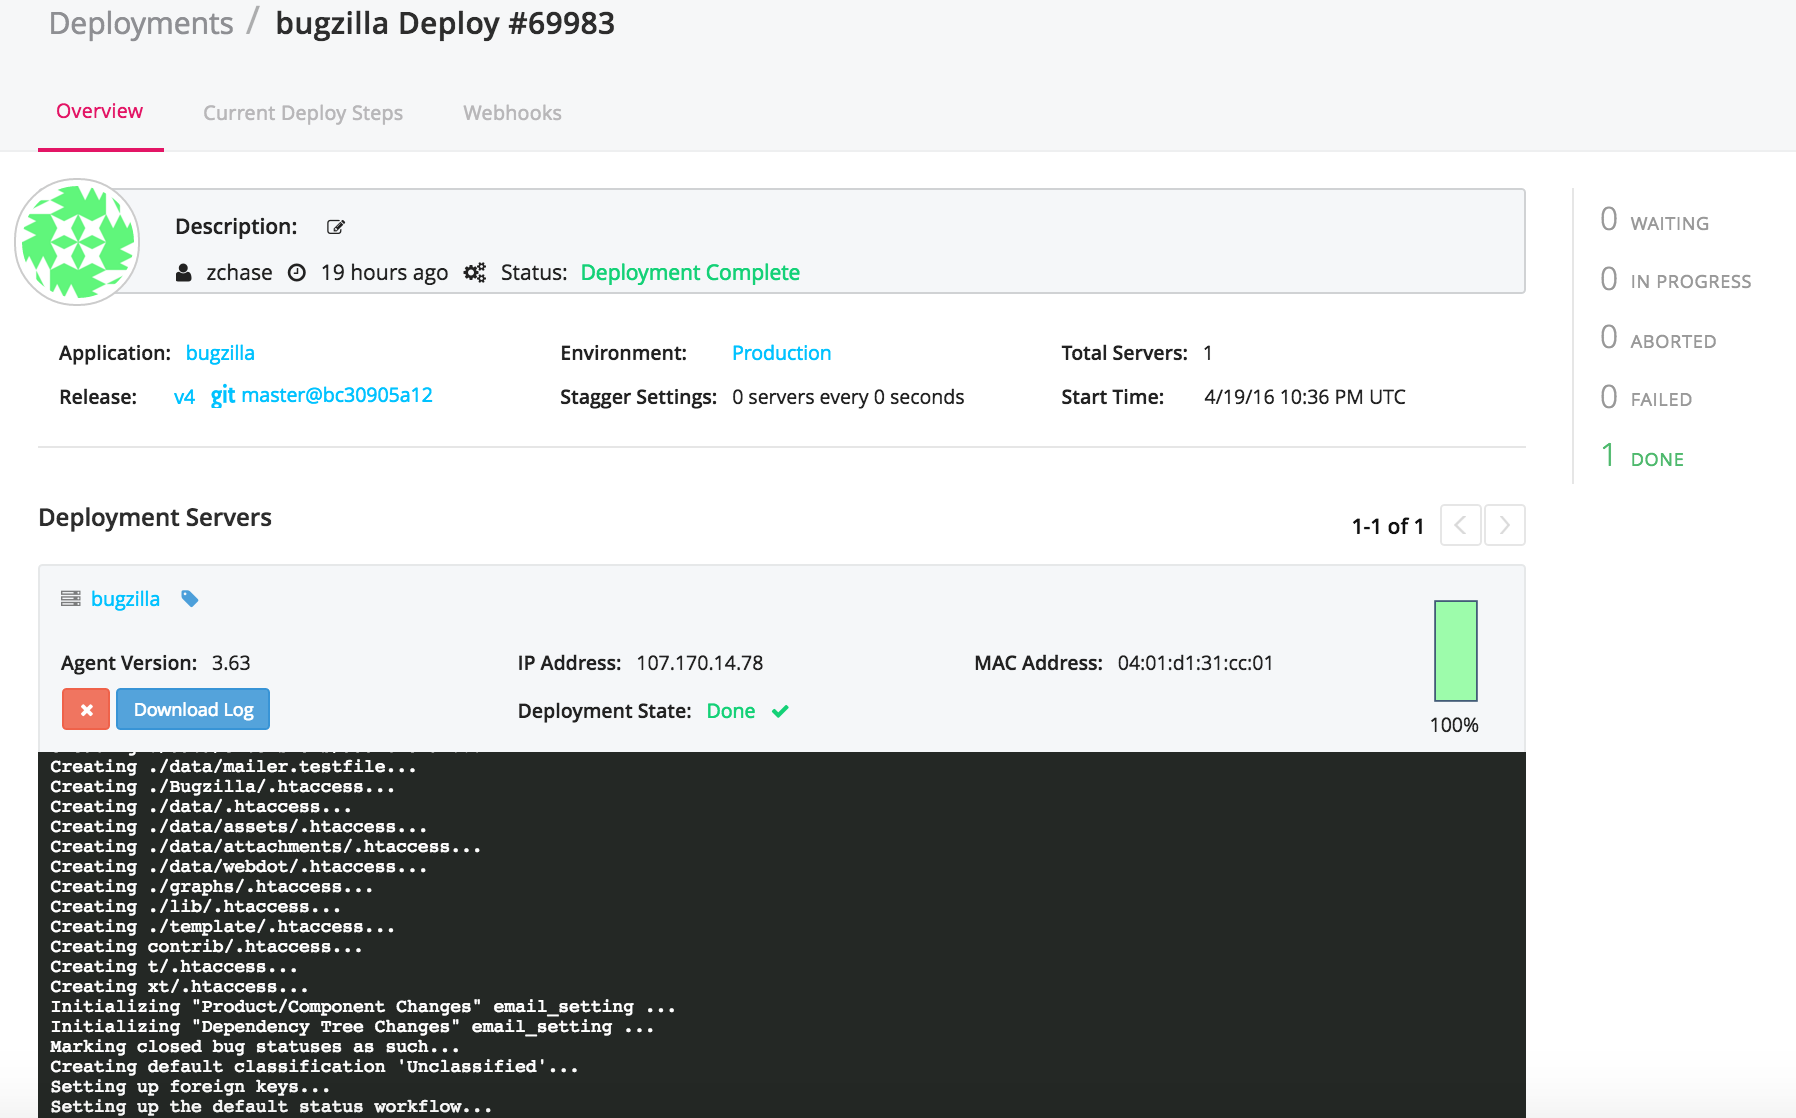 Deployments / bugzilla Deploy #69983
Overview Current Deploy Steps Webhooks
Description:
zchase 19 hours ago Status: Deployment Complete
Application: bugzilla Environment: Production Total Servers: 1
Release: v4 git master@bc30905a12 Stagger Settings: 0 servers every 0 seconds Start Time: 4/19/16 10:36 PM UTC
0 WAITING
0 IN PROGRESS
0 ABORTED
0 FAILED
1 DONE
Deployment Servers
1-1 of 1
bugzilla
Agent Version: 3.63 IP Address: 107.170.14.78 MAC Address: 04:01:d1:31:cc:01
Download Log Deployment State: Done
100%
Creating ./data/mailer.testfile...
Creating ./Bugzilla/.htaccess...
Creating ./data/.htaccess...
Creating ./data/assets/.htaccess...
Creating ./data/attachments/.htaccess...
Creating ./data/webdot/.htaccess...
Creating ./graphs/.htaccess...
Creating ./lib/.htaccess...
Creating ./template/.htaccess...
Creating contrib/.htaccess...
Creating t/.htaccess...
Creating xt/.htaccess...
Initializing "Product/Component Changes" email_setting ...
Initializing "Dependency Tree Changes" email_setting ...
Marking closed bug statuses as such...
Creating default classification 'Unclassified'...
Setting up foreign keys...
Setting up the default status workflow...